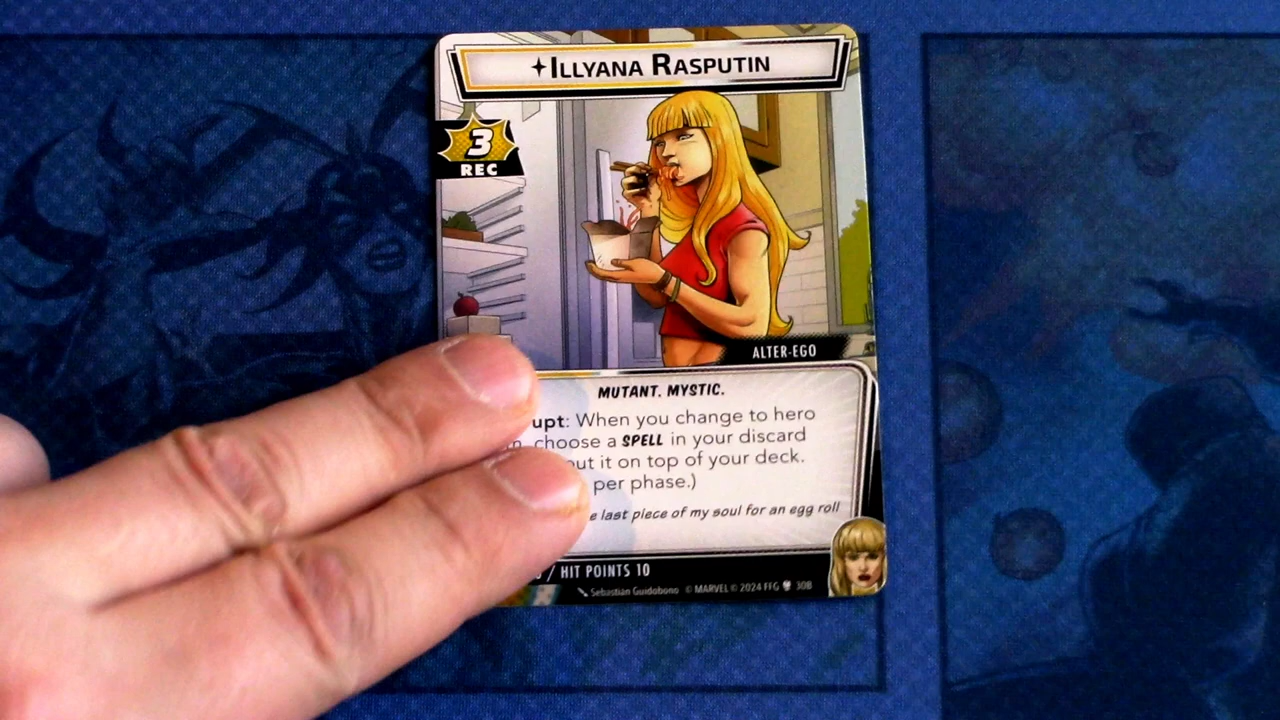 ILLYANA RASPUTIN
3
REC
ALTER-EGO
MUTANT. MYSTIC.
upt: When you change to hero
choose a SPELL in your discard
put it on top of your deck.
per phase.)
last piece of my soul for an egg roll
/ HIT POINTS 10
Sebastian Guidobono © MARVEL © 2024 FFG 30B